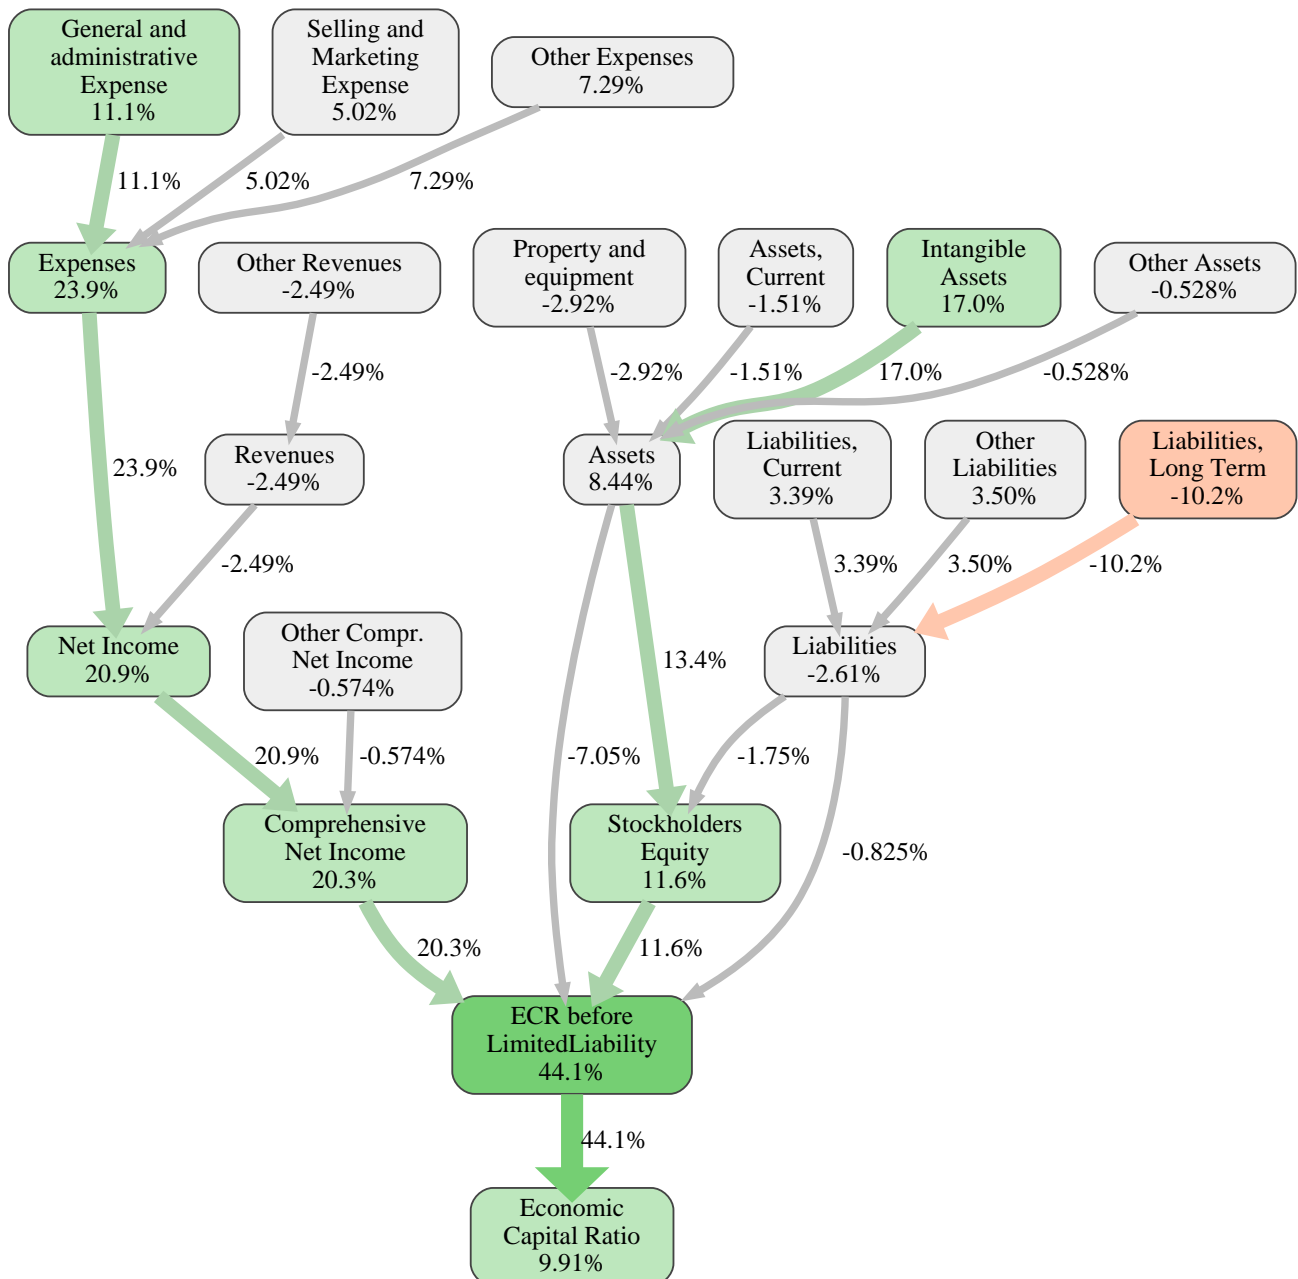 General and
administrative
Expense
11.1%
Selling and
Marketing
Expense
5.02%
Other Expenses
7.29%
11.1%
5.02%
7.29%
Expenses
23.9%
Other Revenues
-2.49%
Property and
equipment
-2.92%
Assets,
Current
-1.51%
Intangible
Assets
17.0%
Other Assets
-0.528%
-2.49%
-2.92%
-1.51%
17.0%
-0.528%
23.9%
Revenues
-2.49%
Assets
8.44%
Liabilities,
Current
3.39%
Other
Liabilities
3.50%
Liabilities,
Long Term
-10.2%
-2.49%
3.39%
3.50%
-10.2%
Net Income
20.9%
Other Compr.
Net Income
-0.574%
13.4%
Liabilities
-2.61%
20.9%
-0.574%
-7.05%
-1.75%
Comprehensive
Net Income
20.3%
Stockholders
Equity
11.6%
-0.825%
20.3%
11.6%
ECR before
LimitedLiability
44.1%
44.1%
Economic
Capital Ratio
9.91%